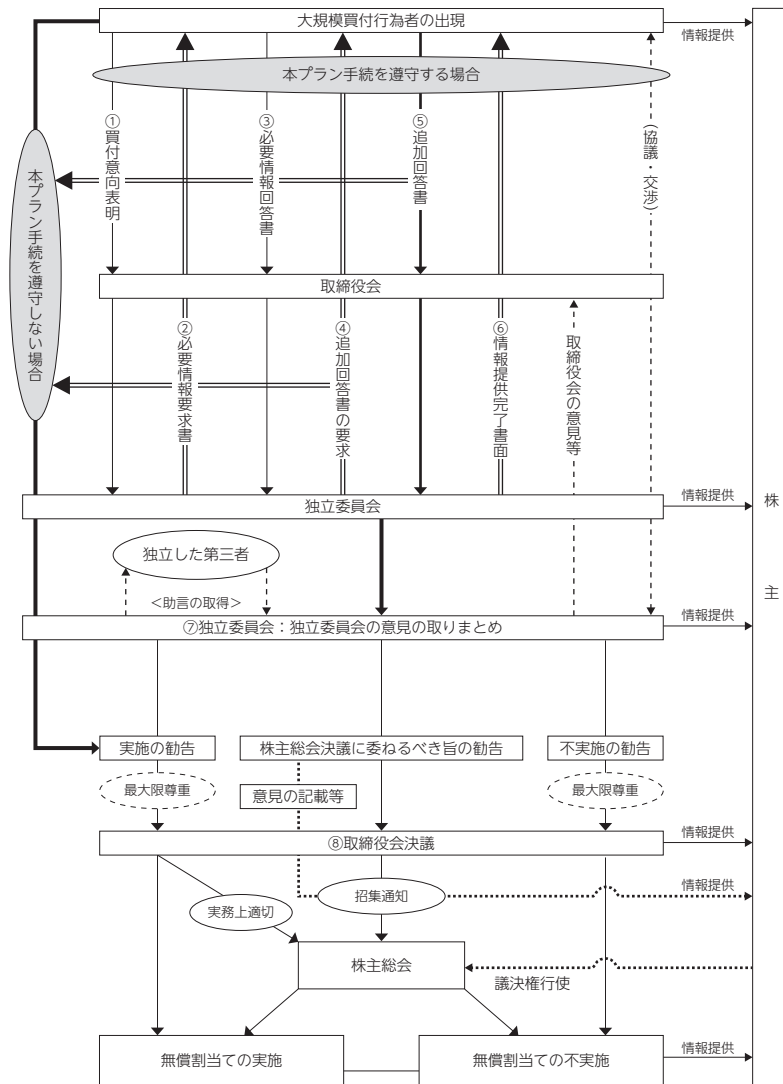 大規模買付行為者の出現
情報提供
本プラン手続を遵守する場合
①買付意向表明
③必要情報回答書
⑤追加回答書
（協議・交渉）
本プラン手続を遵守しない場合
取締役会
②必要情報要求書
④追加回答書の要求
⑥情報提供完了書面
取締役会の意見等
独立委員会
情報提供
株主
独立した第三者
＜助言の取得＞
⑦独立委員会：独立委員会の意見の取りまとめ
情報提供
実施の勧告
株主総会決議に委ねるべき旨の勧告
不実施の勧告
最大限尊重
意見の記載等
最大限尊重
⑧取締役会決議
情報提供
招集通知
情報提供
実務上適切
株主総会
議決権行使
無償割当ての実施
無償割当ての不実施
情報提供